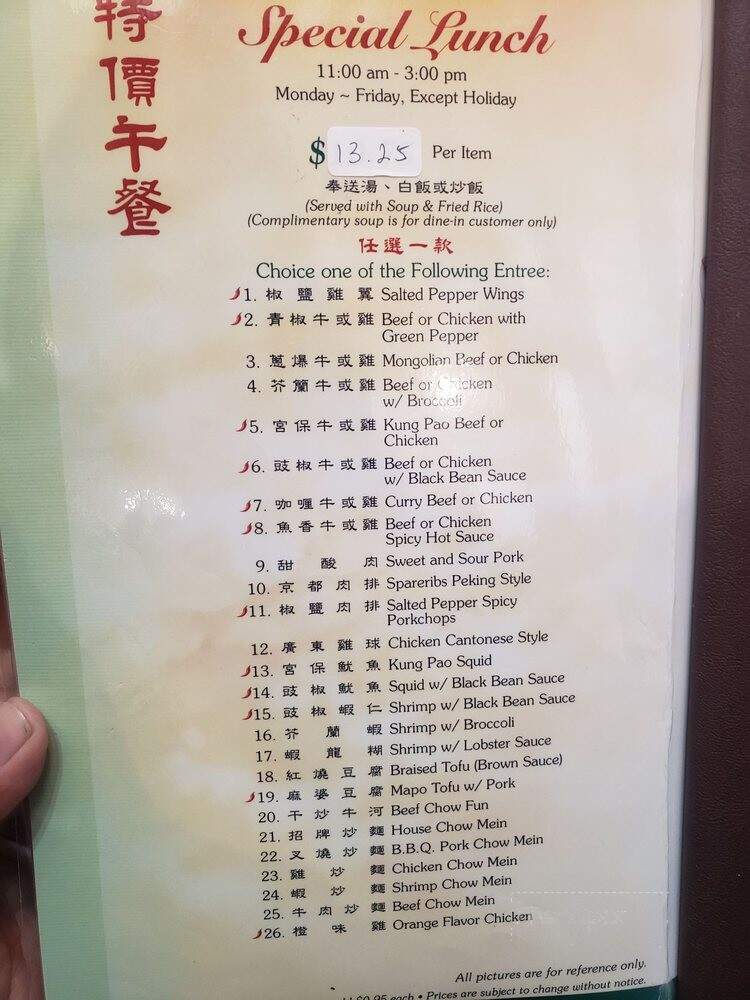 特價午餐
Special Lunch
11:00 am - 3:00 pm
Monday ~ Friday, Except Holiday
$ 13.25 Per Item
奉送湯、白飯或炒飯
(Served with Soup & Fried Rice)
(Complimentary soup is for dine-in customer only)
任選一款
Choice one of the Following Entree:
1. 椒鹽雞翼 Salted Pepper Wings
2. 青椒牛或雞 Beef or Chicken with
Green Pepper
3. 蔥爆牛或雞 Mongolian Beef or Chicken
4. 芥蘭牛或雞 Beef or Chicken
w/ Broccoli
5. 宮保牛或雞 Kung Pao Beef or
Chicken
6. 豉椒牛或雞 Beef or Chicken
w/ Black Bean Sauce
7. 咖喱牛或雞 Curry Beef or Chicken
8. 魚香牛或雞 Beef or Chicken
Spicy Hot Sauce
9. 甜酸肉 Sweet and Sour Pork
10. 京都肉排 Spareribs Peking Style
11. 椒鹽肉排 Salted Pepper Spicy
Porkchops
12. 廣東雞球 Chicken Cantonese Style
13. 宮保魷魚 Kung Pao Squid
14. 豉椒魷魚 Squid w/ Black Bean Sauce
15. 豉椒蝦仁 Shrimp w/ Black Bean Sauce
16. 芥蘭蝦 Shrimp w/ Broccoli
17. 蝦龍糊 Shrimp w/ Lobster Sauce
18. 紅燒豆腐 Braised Tofu (Brown Sauce)
19. 麻婆豆腐 Mapo Tofu w/ Pork
20. 干炒牛河 Beef Chow Fun
21. 招牌炒麵 House Chow Mein
22. 叉燒炒麵 B.B.Q. Pork Chow Mein
23. 雞炒麵 Chicken Chow Mein
24. 蝦炒麵 Shrimp Chow Mein
25. 牛肉炒麵 Beef Chow Mein
26. 橙味雞 Orange Flavor Chicken
All pictures are for reference only.
$0.95 each • Prices are subject to change without notice.